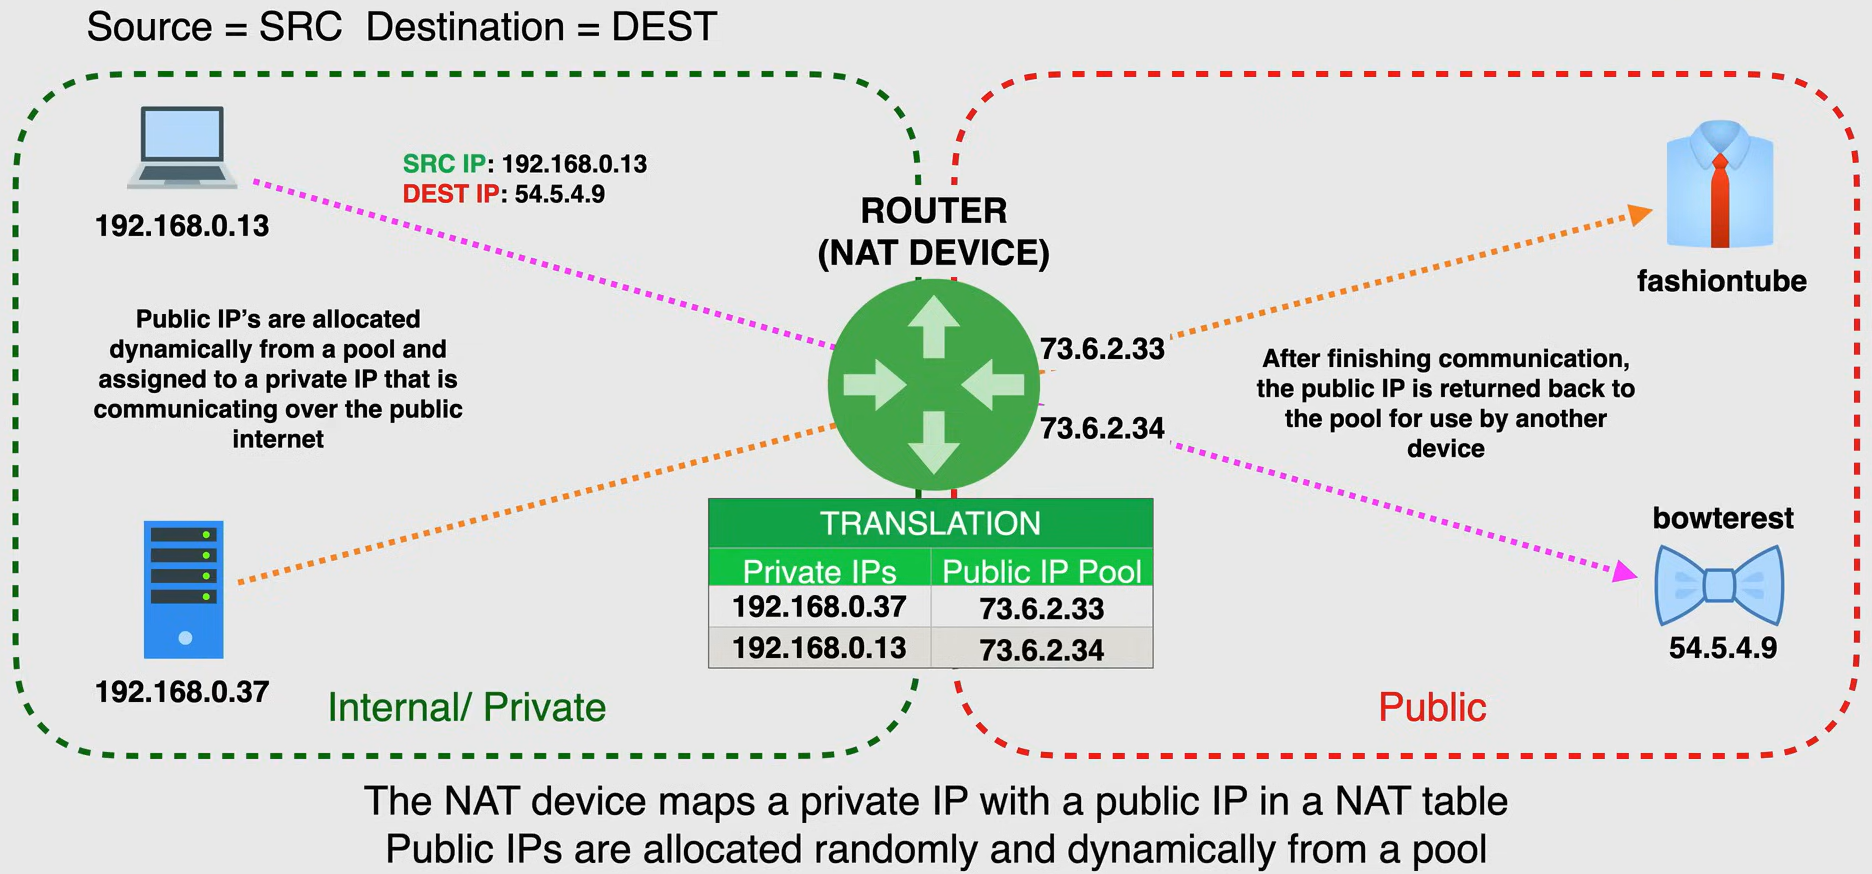 Source = SRC  Destination = DEST
192.168.0.13
SRC IP: 192.168.0.13
DEST IP: 54.5.4.9
Public IP’s are allocated
dynamically from a pool and
assigned to a private IP that is
communicating over the public
internet
192.168.0.37
Internal/ Private
ROUTER
(NAT DEVICE)
73.6.2.33
73.6.2.34
TRANSLATION
Private IPs Public IP Pool
192.168.0.37 73.6.2.33
192.168.0.13 73.6.2.34
fashiontube
After finishing communication,
the public IP is returned back to
the pool for use by another
device
bowterest
54.5.4.9
Public
The NAT device maps a private IP with a public IP in a NAT table
Public IPs are allocated randomly and dynamically from a pool